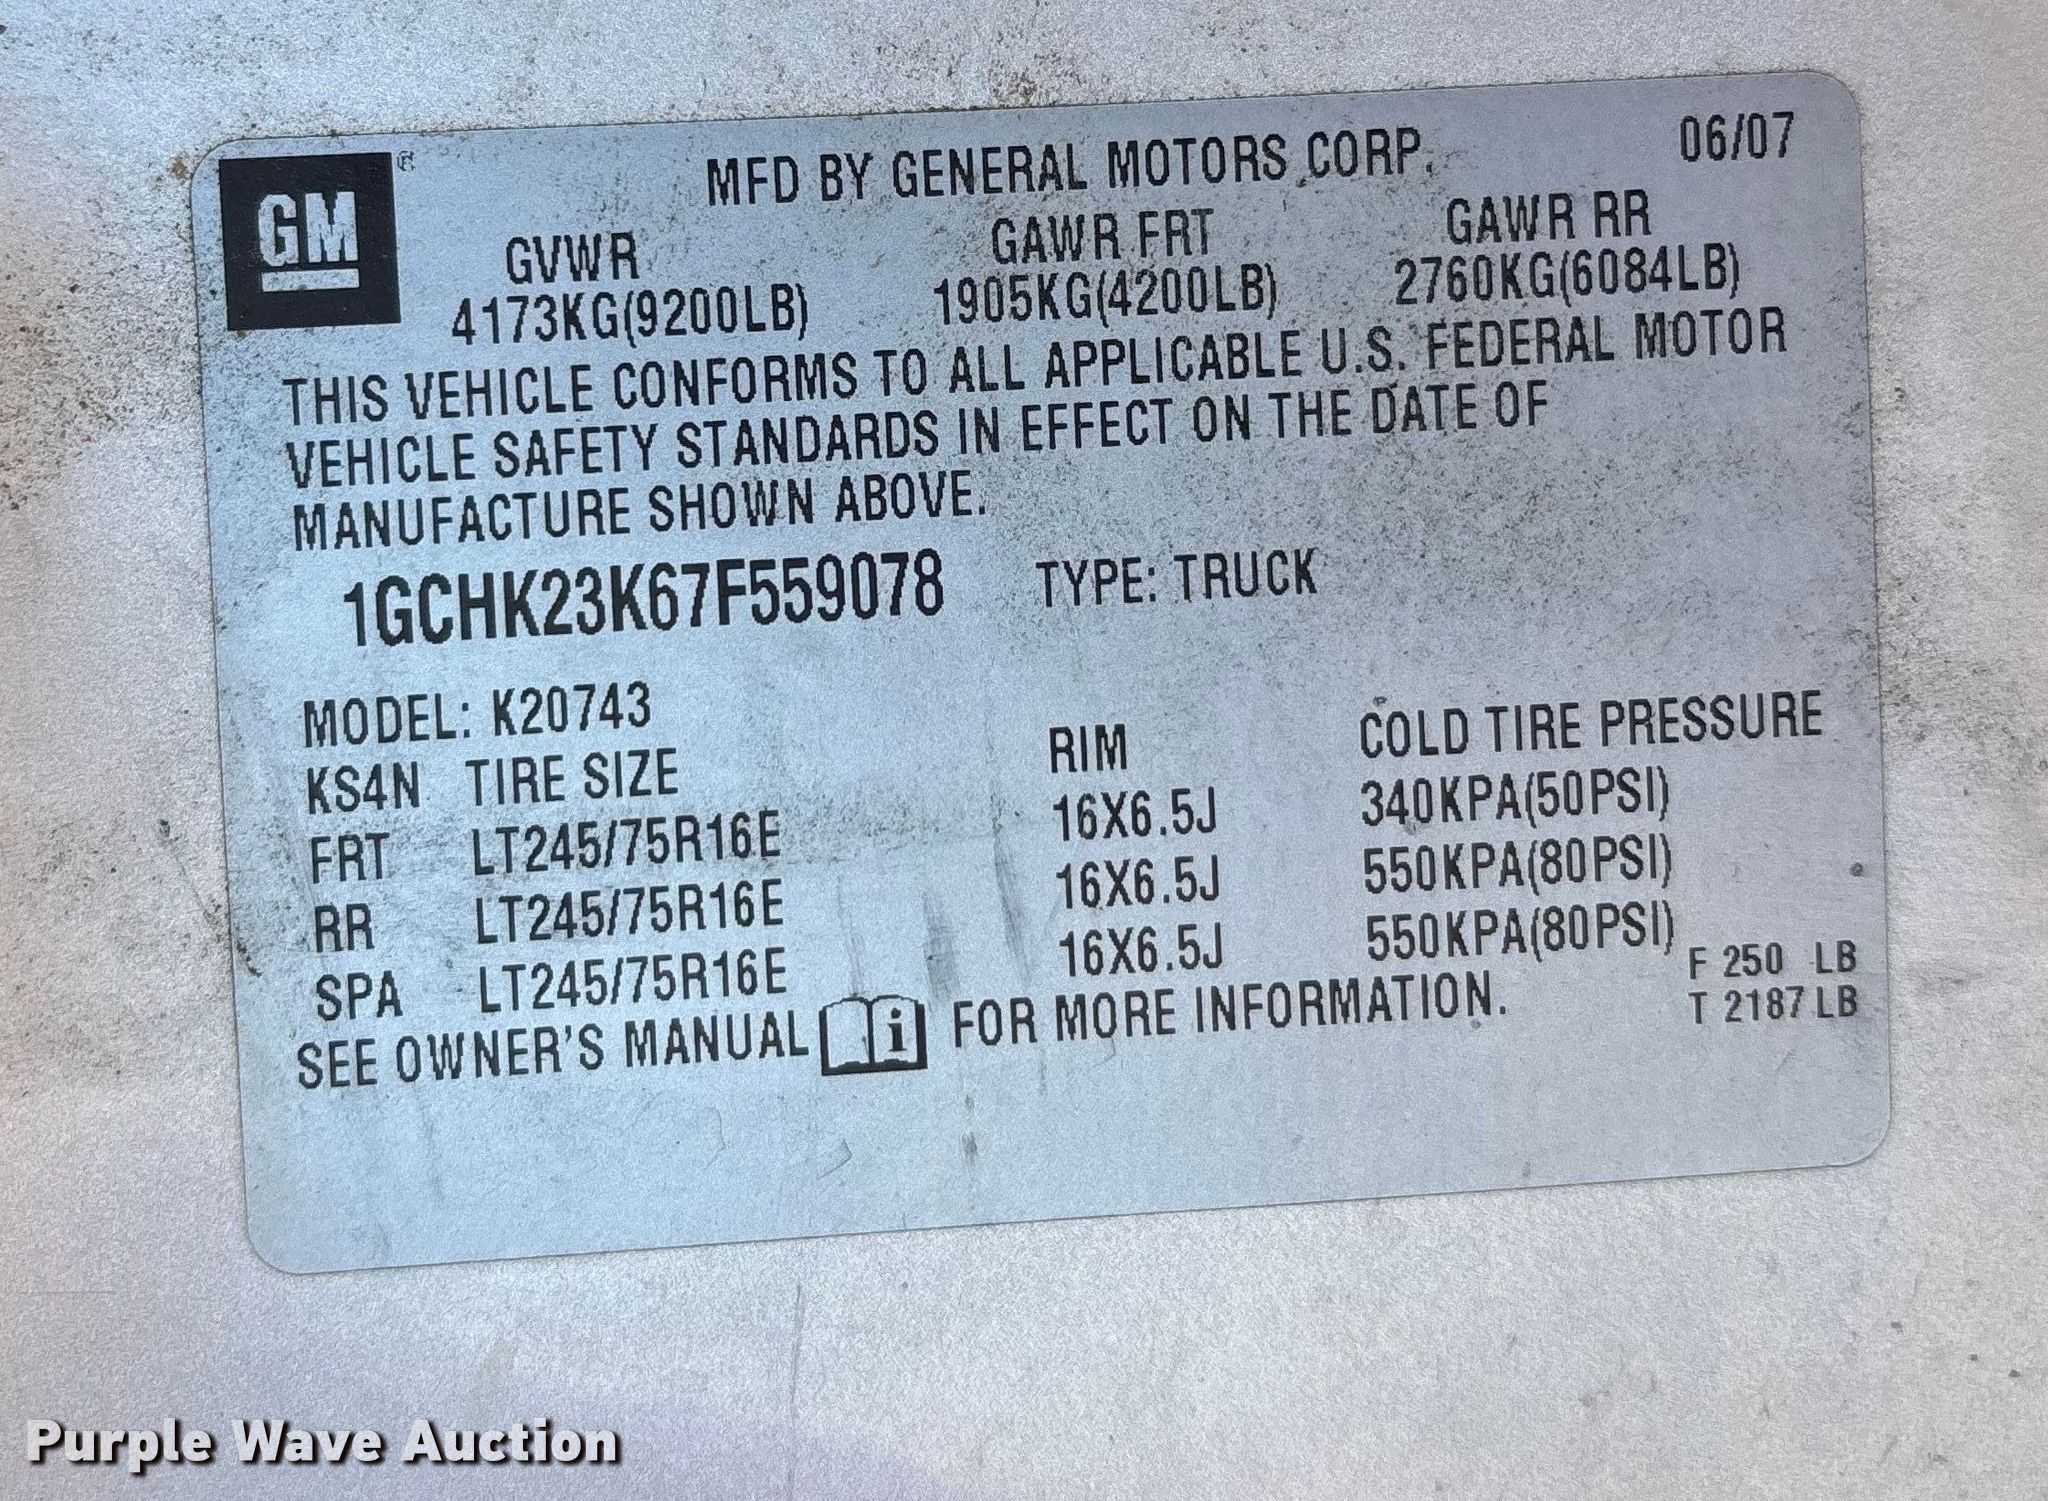 GM ®
MFD BY GENERAL MOTORS CORP. 06/07
GVWR GAWR FRT GAWR RR
4173KG(9200LB) 1905KG(4200LB) 2760KG(6084LB)
THIS VEHICLE CONFORMS TO ALL APPLICABLE U.S. FEDERAL MOTOR
VEHICLE SAFETY STANDARDS IN EFFECT ON THE DATE OF
MANUFACTURE SHOWN ABOVE.
1GCHK23K67F559078 TYPE: TRUCK
MODEL: K20743
KS4N TIRE SIZE RIM COLD TIRE PRESSURE
FRT LT245/75R16E 16X6.5J 340KPA(50PSI)
RR LT245/75R16E 16X6.5J 550KPA(80PSI)
SPA LT245/75R16E 16X6.5J 550KPA(80PSI)
SEE OWNER'S MANUAL i FOR MORE INFORMATION.
F 250 LB
T 2187 LB
Purple Wave Auction